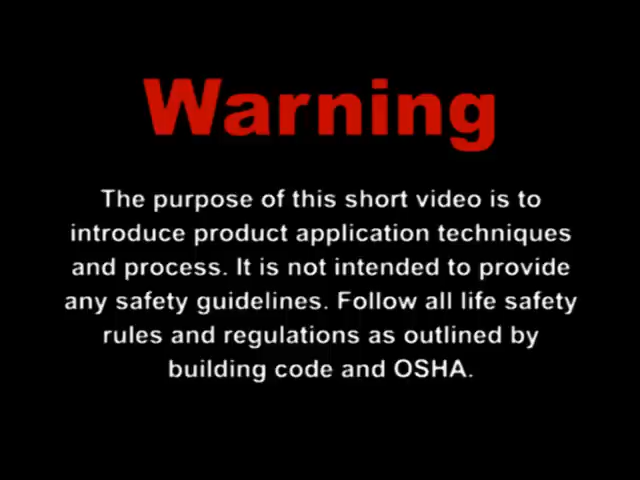 Warning
The purpose of this short video is to
introduce product application techniques
and process. It is not intended to provide
any safety guidelines. Follow all life safety
rules and regulations as outlined by
building code and OSHA.